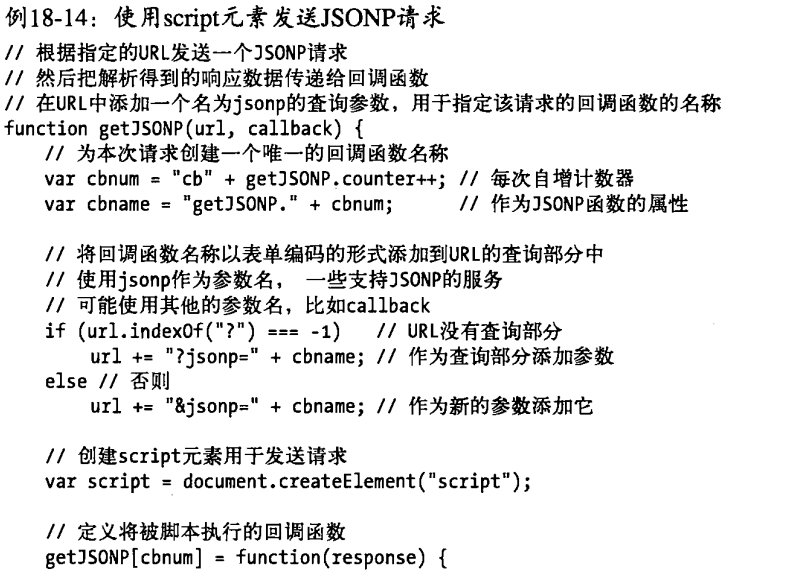 例18-14：使用script元素发送JSONP请求
// 根据指定的URL发送一个JSONP请求
// 然后把解析得到的响应数据传递给回调函数
// 在URL中添加一个名为jsonp的查询参数，用于指定该请求的回调函数的名称
function getJSONP(url, callback) {
    // 为本次请求创建一个唯一的回调函数名称
    var cbnum = "cb" + getJSONP.counter++; // 每次自增计数器
    var cbname = "getJSONP." + cbnum;      // 作为JSONP函数的属性
    // 将回调函数名称以表单编码的形式添加到URL的查询部分中
    // 使用jsonp作为参数名， 一些支持JSONP的服务
    // 可能使用其他的参数名，比如callback
    if (url.indexOf("?") === -1)   // URL没有查询部分
        url += "?jsonp=" + cbname; // 作为查询部分添加参数
    else // 否则
        url += "&jsonp=" + cbname; // 作为新的参数添加它
    // 创建script元素用于发送请求
    var script = document.createElement("script");
    // 定义将被脚本执行的回调函数
    getJSONP[cbnum] = function(response) {